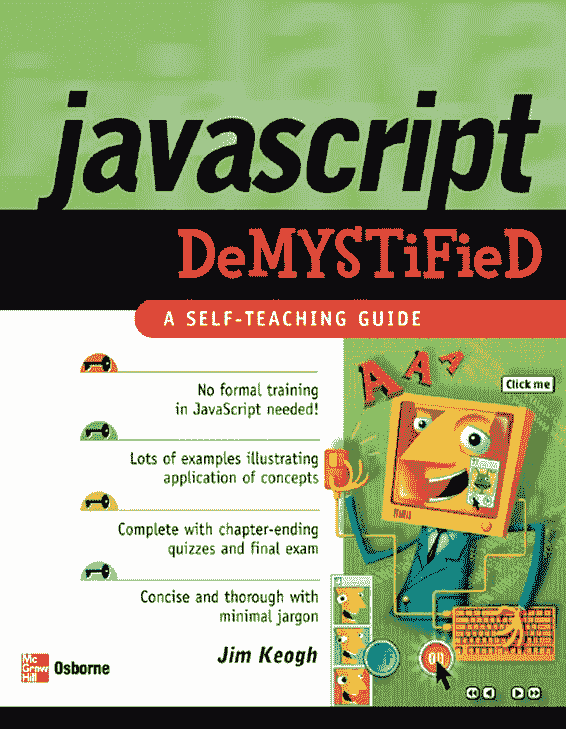 javascript
DeMYSTiFieD
A SELF-TEACHING GUIDE
No formal training
in JavaScript needed!
Lots of examples illustrating
application of concepts
Complete with chapter-ending
quizzes and final exam
Concise and thorough with
minimal jargon
Jim Keogh
Mc
Graw
Hill
Osborne
A A A
Click me